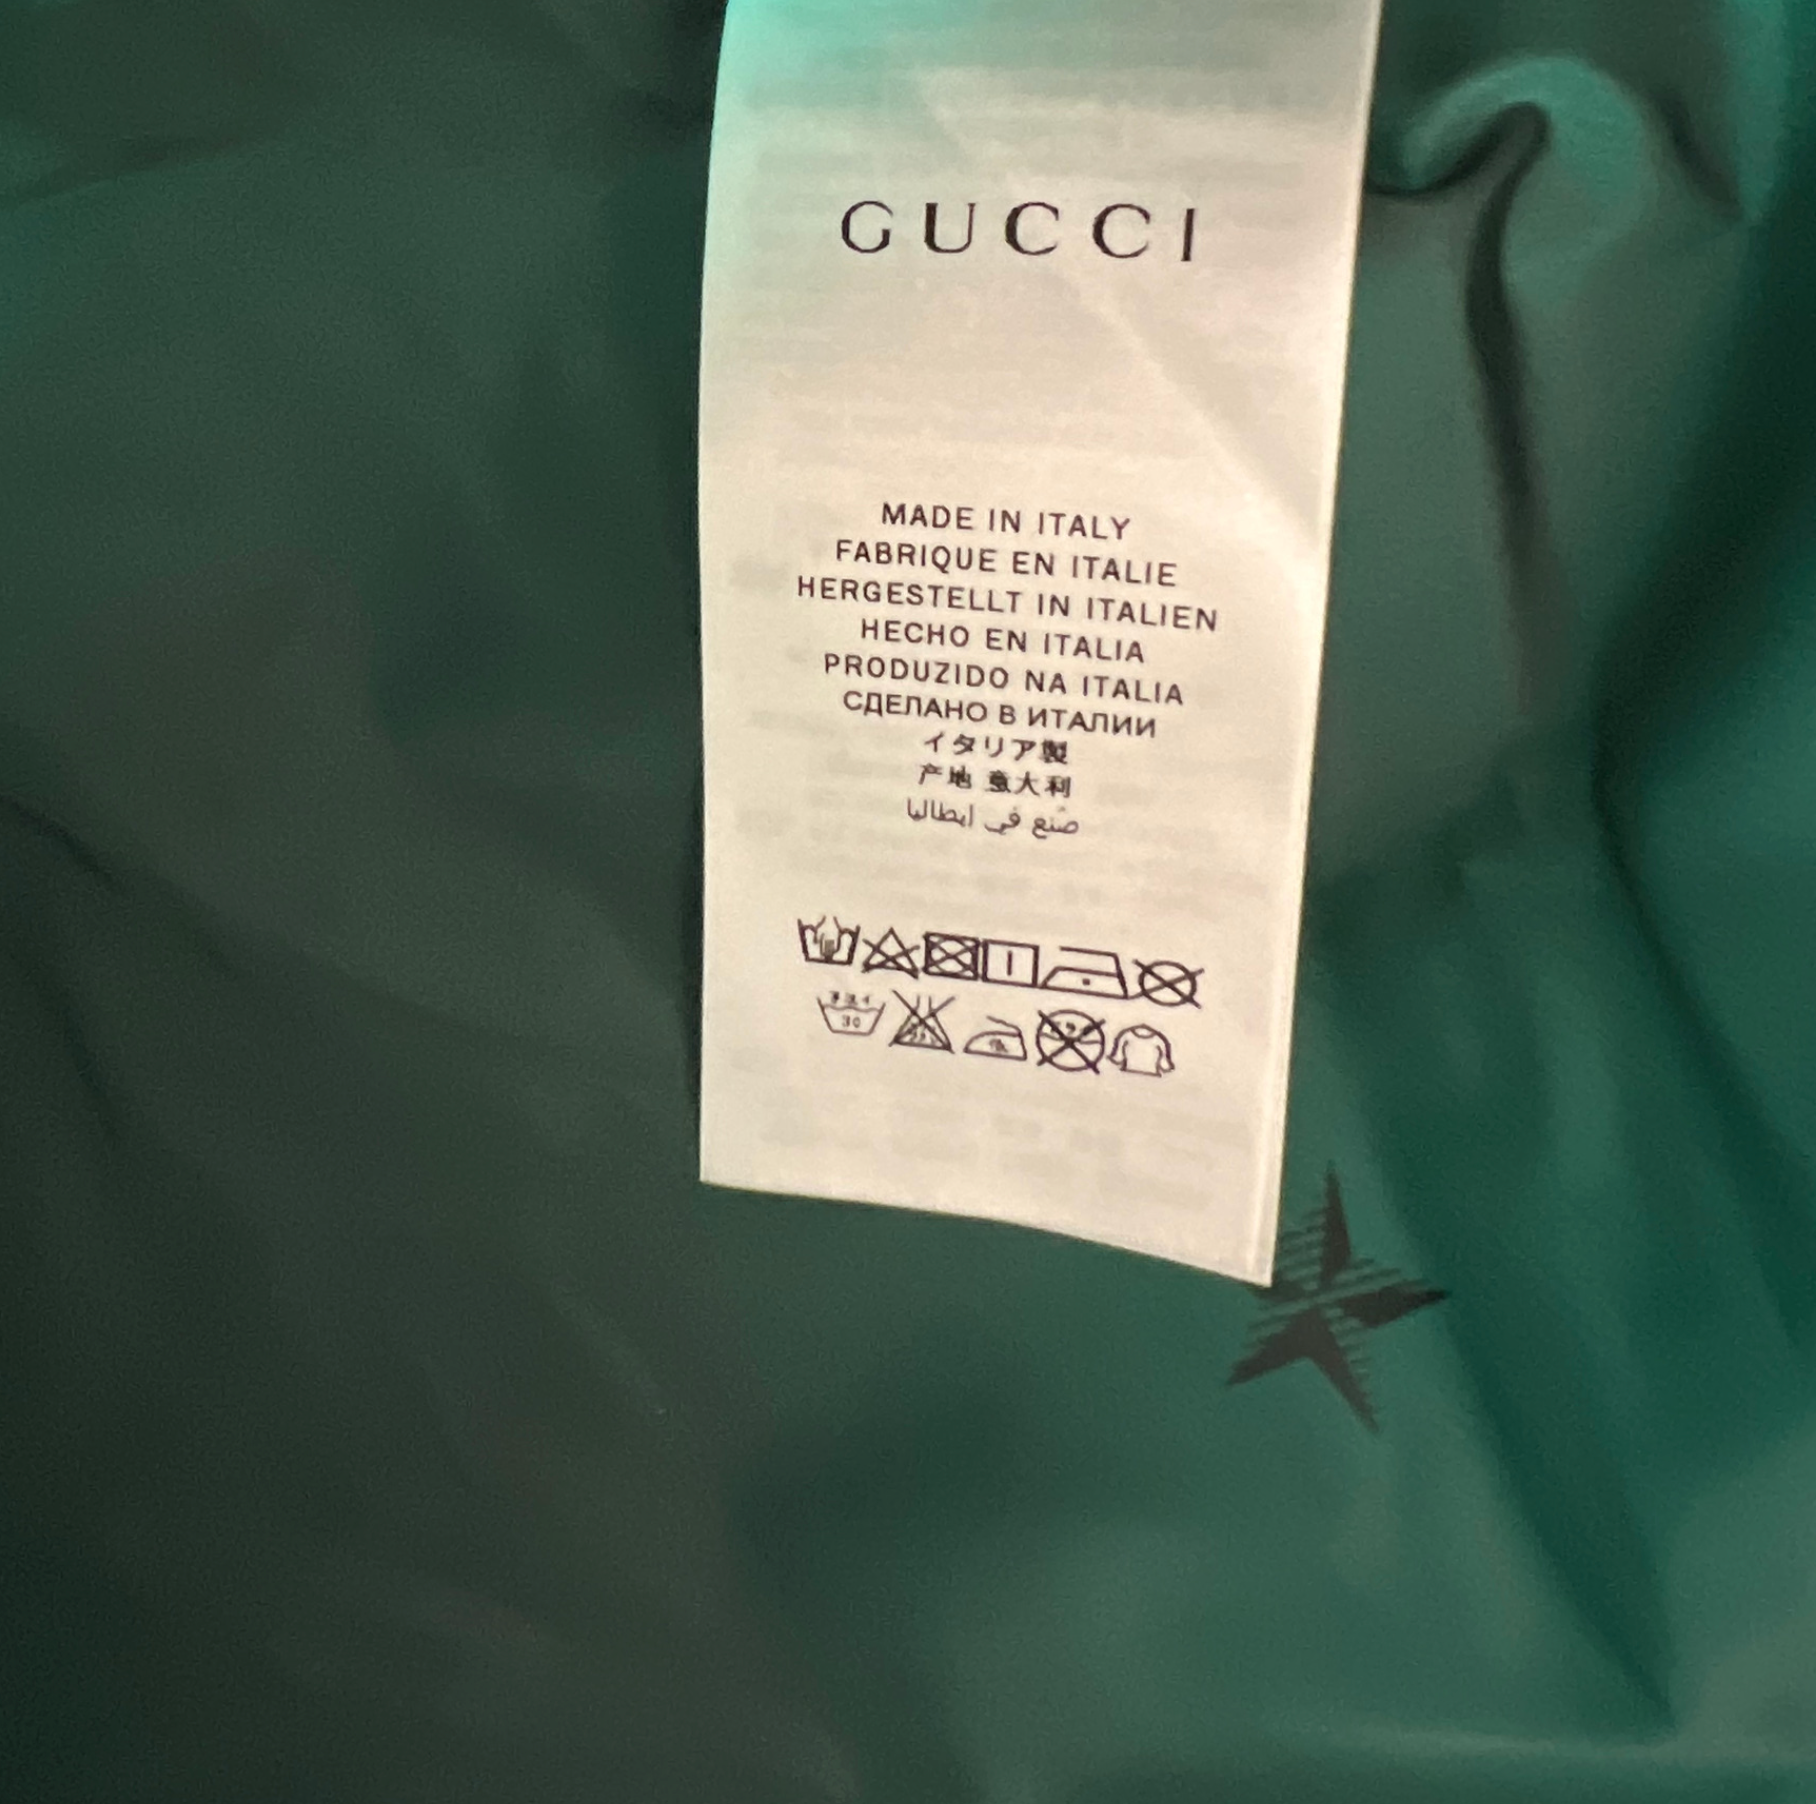 GUCCI
MADE IN ITALY
FABRIQUE EN ITALIE
HERGESTELLT IN ITALIEN
HECHO EN ITALIA
PRODUZIDO NA ITALIA
СДЕЛАНО В ИТАЛИИ
イタリア製
产地 意大利
صنع في ايطاليا
30